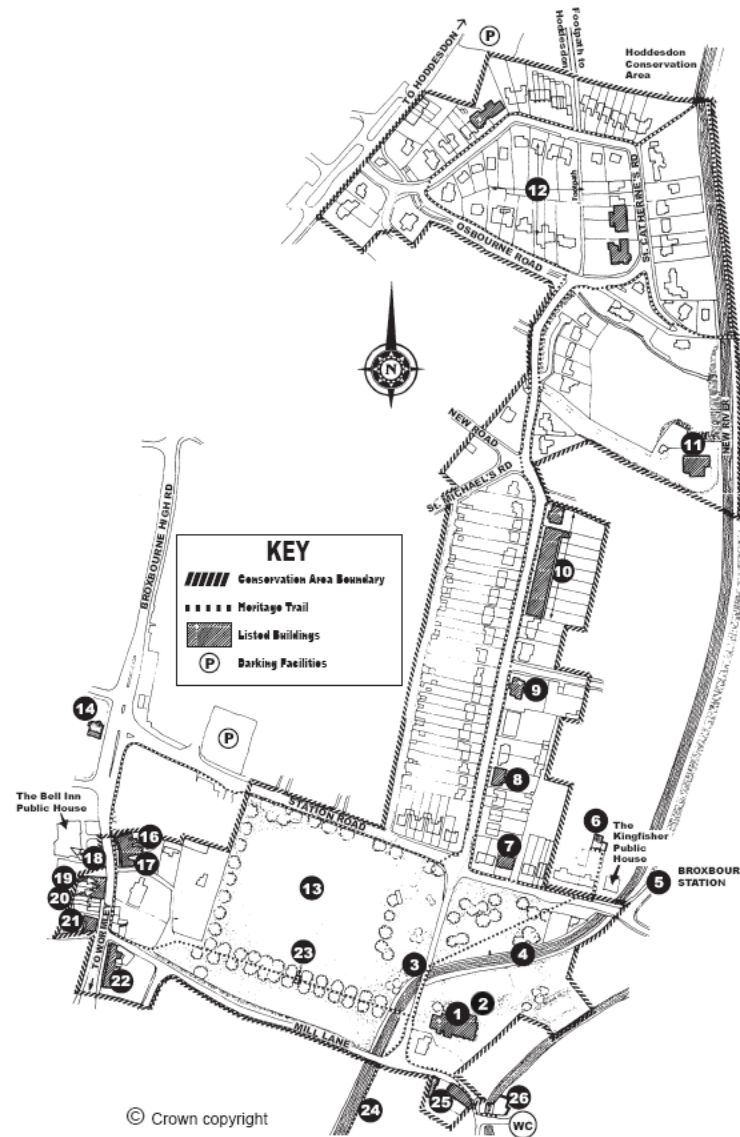 TO HODDESDON
P
Footpath to
Hoddesdon
Hoddesdon
Conservation
Area
12
Footpath
ST. CATHERINE'S RD
OSBOURNE ROAD
N
NEW RIVER
11
NEW ROAD
ST. MICHAEL'S RD
BROXBOURNE HIGH RD
KEY
Conservation Area Boundary
Heritage Trail
Listed Buildings
P
Parking Facilities
10
9
14
P
8
The Bell Inn
Public House
STATION ROAD
6
The
Kingfisher
Public
House
16
17
18
7
19
20
21
13
5
BROXBOUR
STATION
TO WORMLE
22
23
3
4
1
2
MILL LANE
24
25
26
WC
© Crown copyright